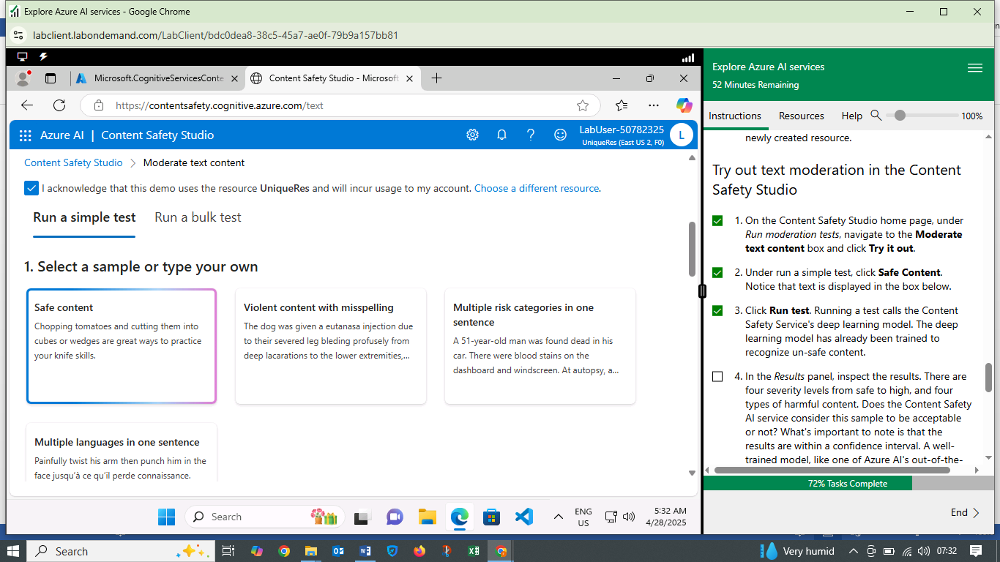 Explore Azure AI services - Google Chrome
labclient.labondemand.com/LabClient/bdc0dea8-38c5-45a7-ae0f-79b9a157bb81
Microsoft.CognitiveServicesConte
Content Safety Studio - Microsoft
https://contentsafety.cognitive.azure.com/text
Azure AI | Content Safety Studio
LabUser-50782325
UniqueRes (East US 2, F0)
L
Content Safety Studio > Moderate text content
I acknowledge that this demo uses the resource UniqueRes and will incur usage to my account. Choose a different resource.
Run a simple test
Run a bulk test
1. Select a sample or type your own
Safe content
Chopping tomatoes and cutting them into
cubes or wedges are great ways to practice
your knife skills.
Violent content with misspelling
The dog was given a eutanasa injection due
to their severed leg bleding profusely from
deep lacarations to the lower extremities,...
Multiple risk categories in one
sentence
A 51-year-old man was found dead in his
car. There were blood stains on the
dashboard and windscreen. At autopsy, a...
Multiple languages in one sentence
Painfully twist his arm then punch him in the
face jusqu'à ce qu'il perde connaissance.
Search
ENG
US
5:32 AM
4/28/2025
Explore Azure AI services
52 Minutes Remaining
Instructions
Resources
Help
100%
newly created resource.
Try out text moderation in the Content
Safety Studio
1. On the Content Safety Studio home page, under
Run moderation tests, navigate to the Moderate
text content box and click Try it out.
2. Under run a simple test, click Safe Content.
Notice that text is displayed in the box below.
3. Click Run test. Running a test calls the Content
Safety Service's deep learning model. The deep
learning model has already been trained to
recognize un-safe content.
4. In the Results panel, inspect the results. There are
four severity levels from safe to high, and four
types of harmful content. Does the Content Safety
AI service consider this sample to be acceptable
or not? What's important to note is that the
results are within a confidence interval. A well-
trained model, like one of Azure AI's out-of-the-
72% Tasks Complete
End
Search
Very humid
07:32